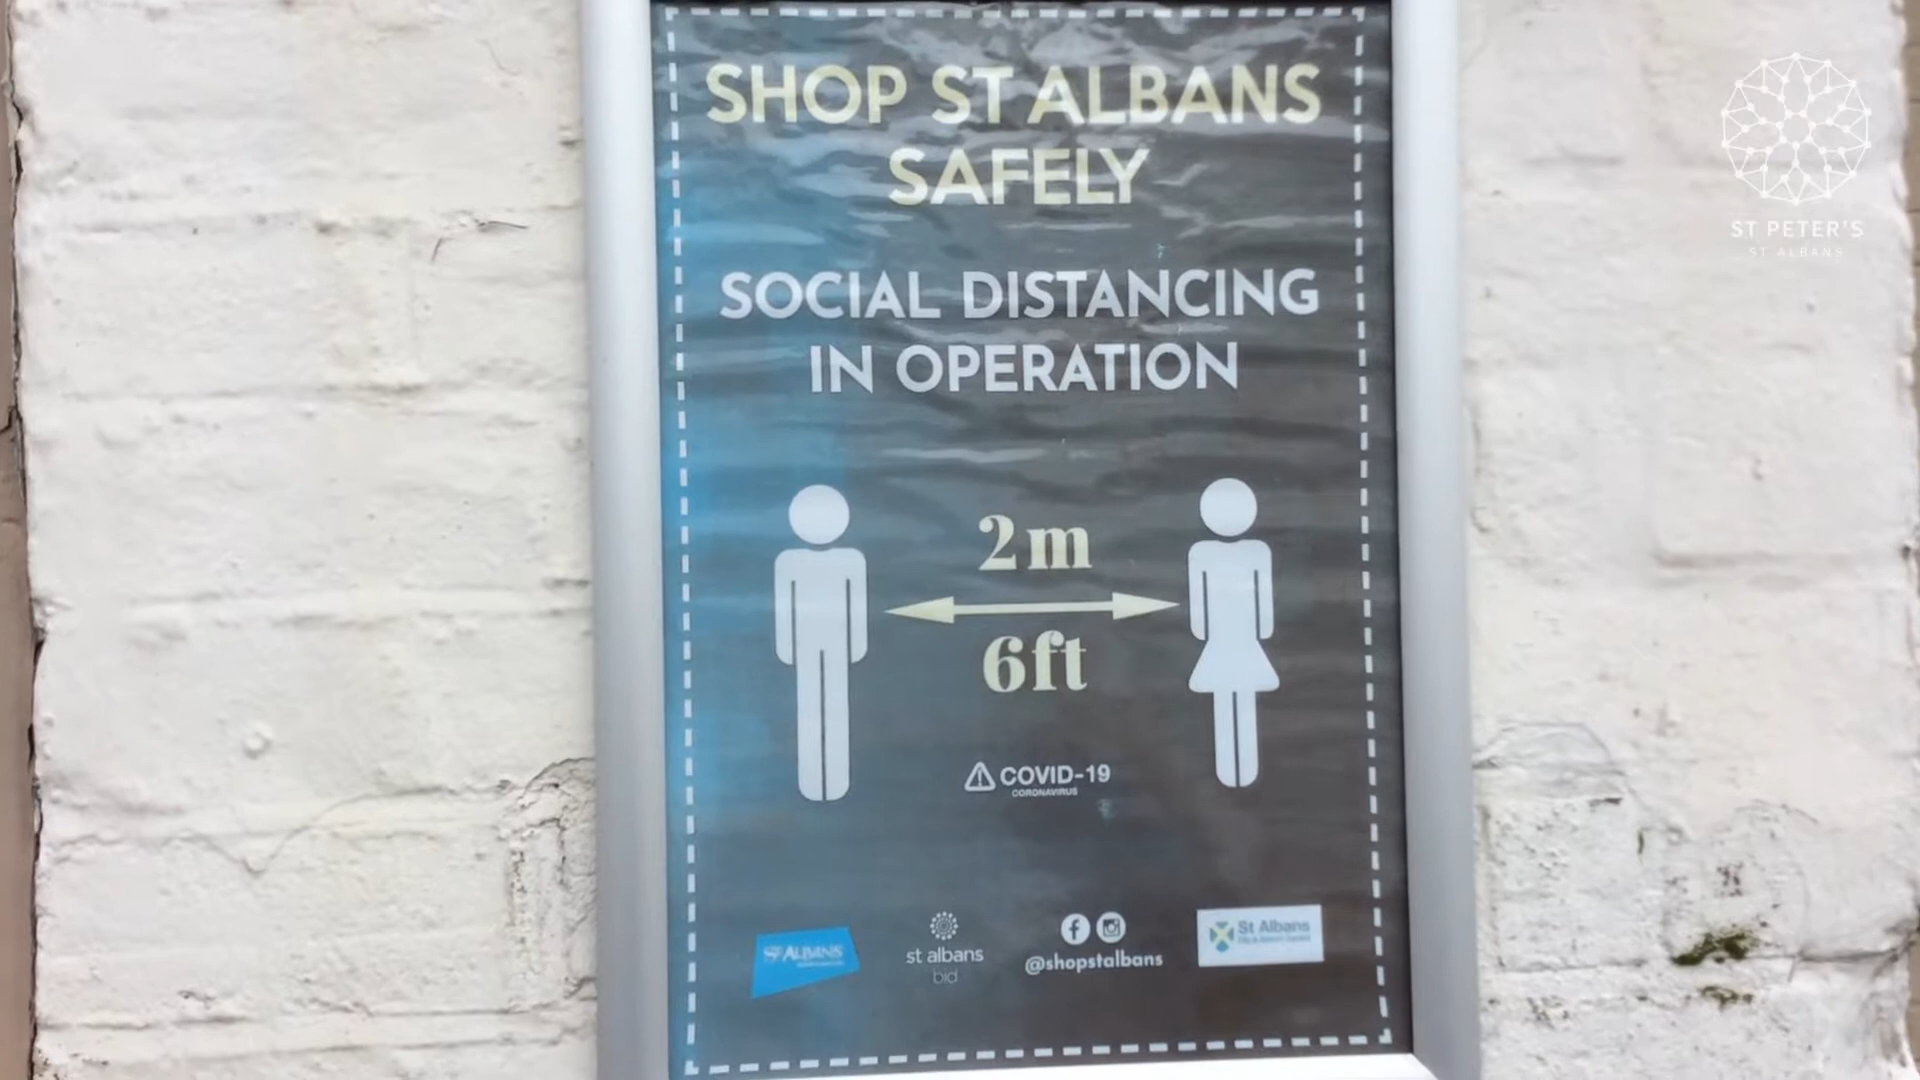 SHOP ST ALBANS
SAFELY
SOCIAL DISTANCING
IN OPERATION
2m
6ft
COVID-19
CORONAVIRUS
ST ALBANS
st albans
bid
@shopstalbans
St Albans
ST PETER'S
ST ALBANS